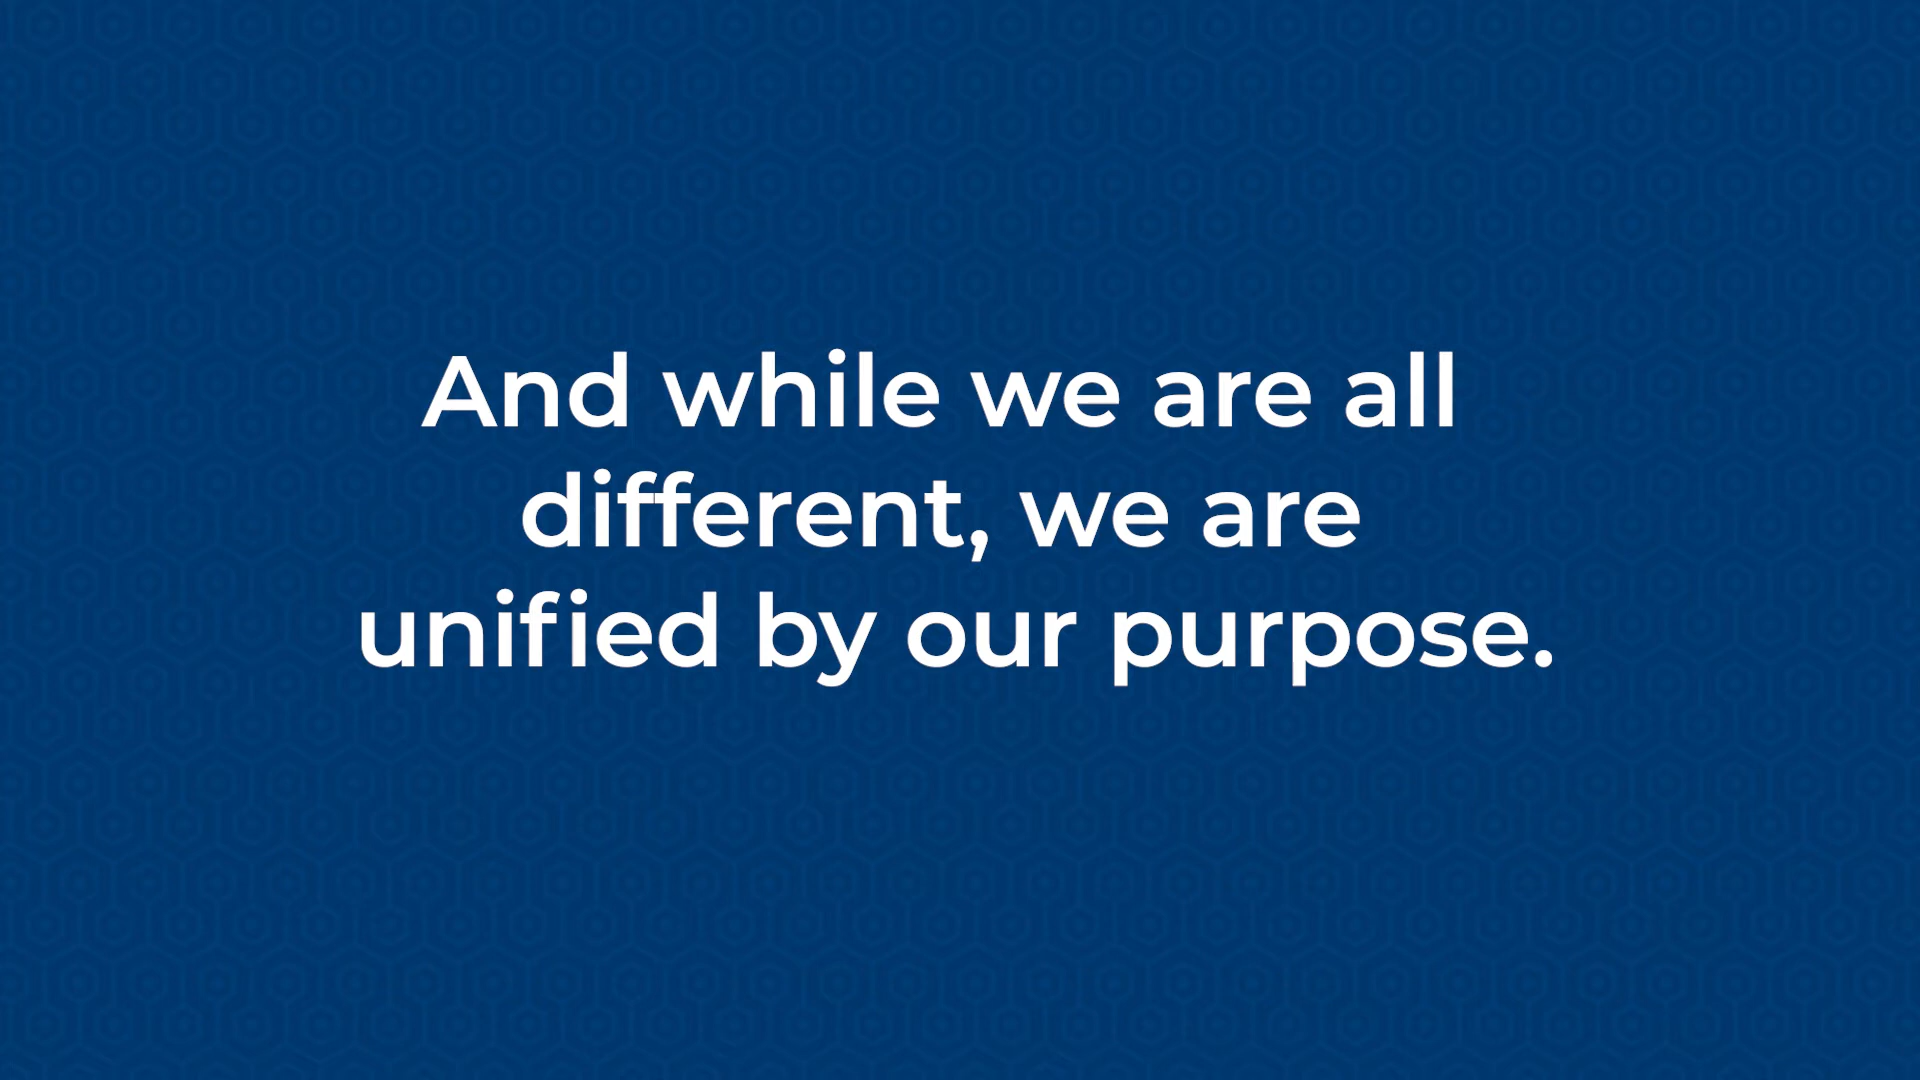 And while we are all
different, we are
unified by our purpose.